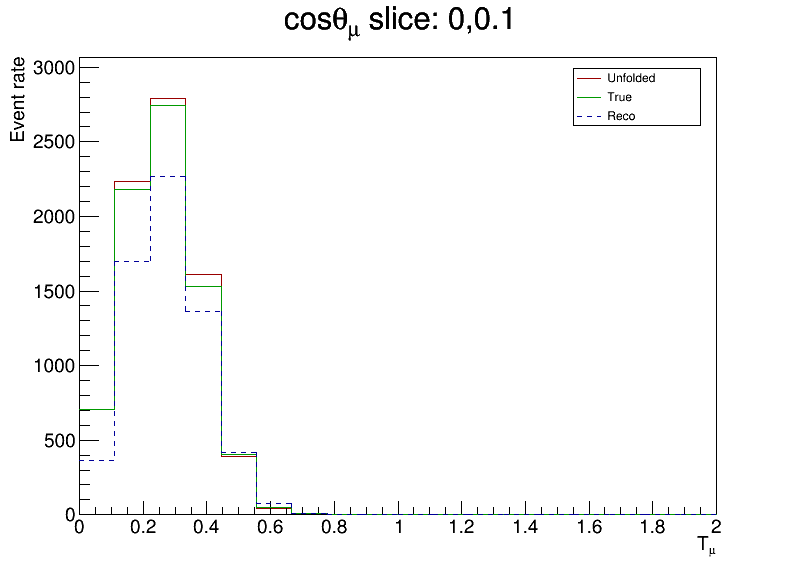 cosθμ slice: 0,0.1
Event rate
3000
2500
2000
1500
1000
500
0
Unfolded
True
Reco
0 0.2 0.4 0.6 0.8 1 1.2 1.4 1.6 1.8 2
Tμ